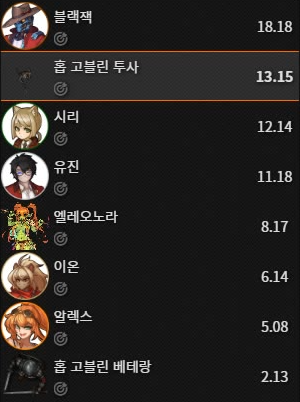 블랙잭
18.18
홉 고블린 투사
13.15
시리
12.14
유진
11.18
엘레오노라
8.17
이온
6.14
알렉스
5.08
홉 고블린 베테랑
2.13